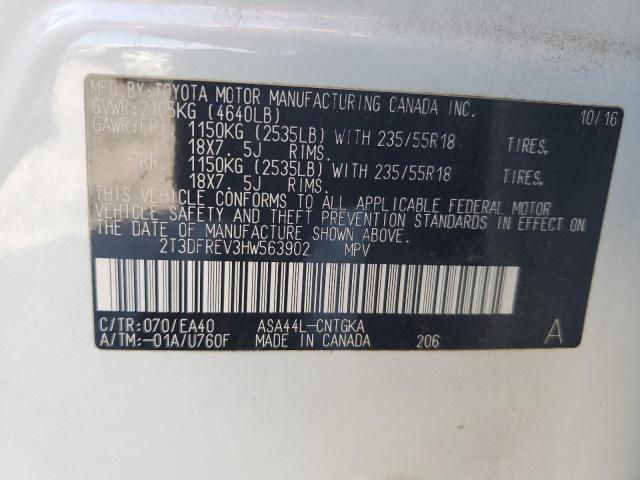 MFD. BY:TOYOTA MOTOR MANUFACTURING CANADA INC. 10/16
GVWR:2105KG (4640LB)
GAWR:FRT. 1150KG (2535LB) WITH 235/55R18 TIRES.
18X7. 5J RIMS.
RR. 1150KG (2535LB) WITH 235/55R18 TIRES.
18X7. 5J RIMS.
THIS VEHICLE CONFORMS TO ALL APPLICABLE FEDERAL MOTOR
VEHICLE SAFETY AND THEFT PREVENTION STANDARDS IN EFFECT ON
THE DATE OF MANUFACTURE SHOWN ABOVE.
2T3DFREV3HW563902 MPV
C/TR:070/EA40 ASA44L-CNTGKA
A/TM:-01A/U760F MADE IN CANADA 206 A